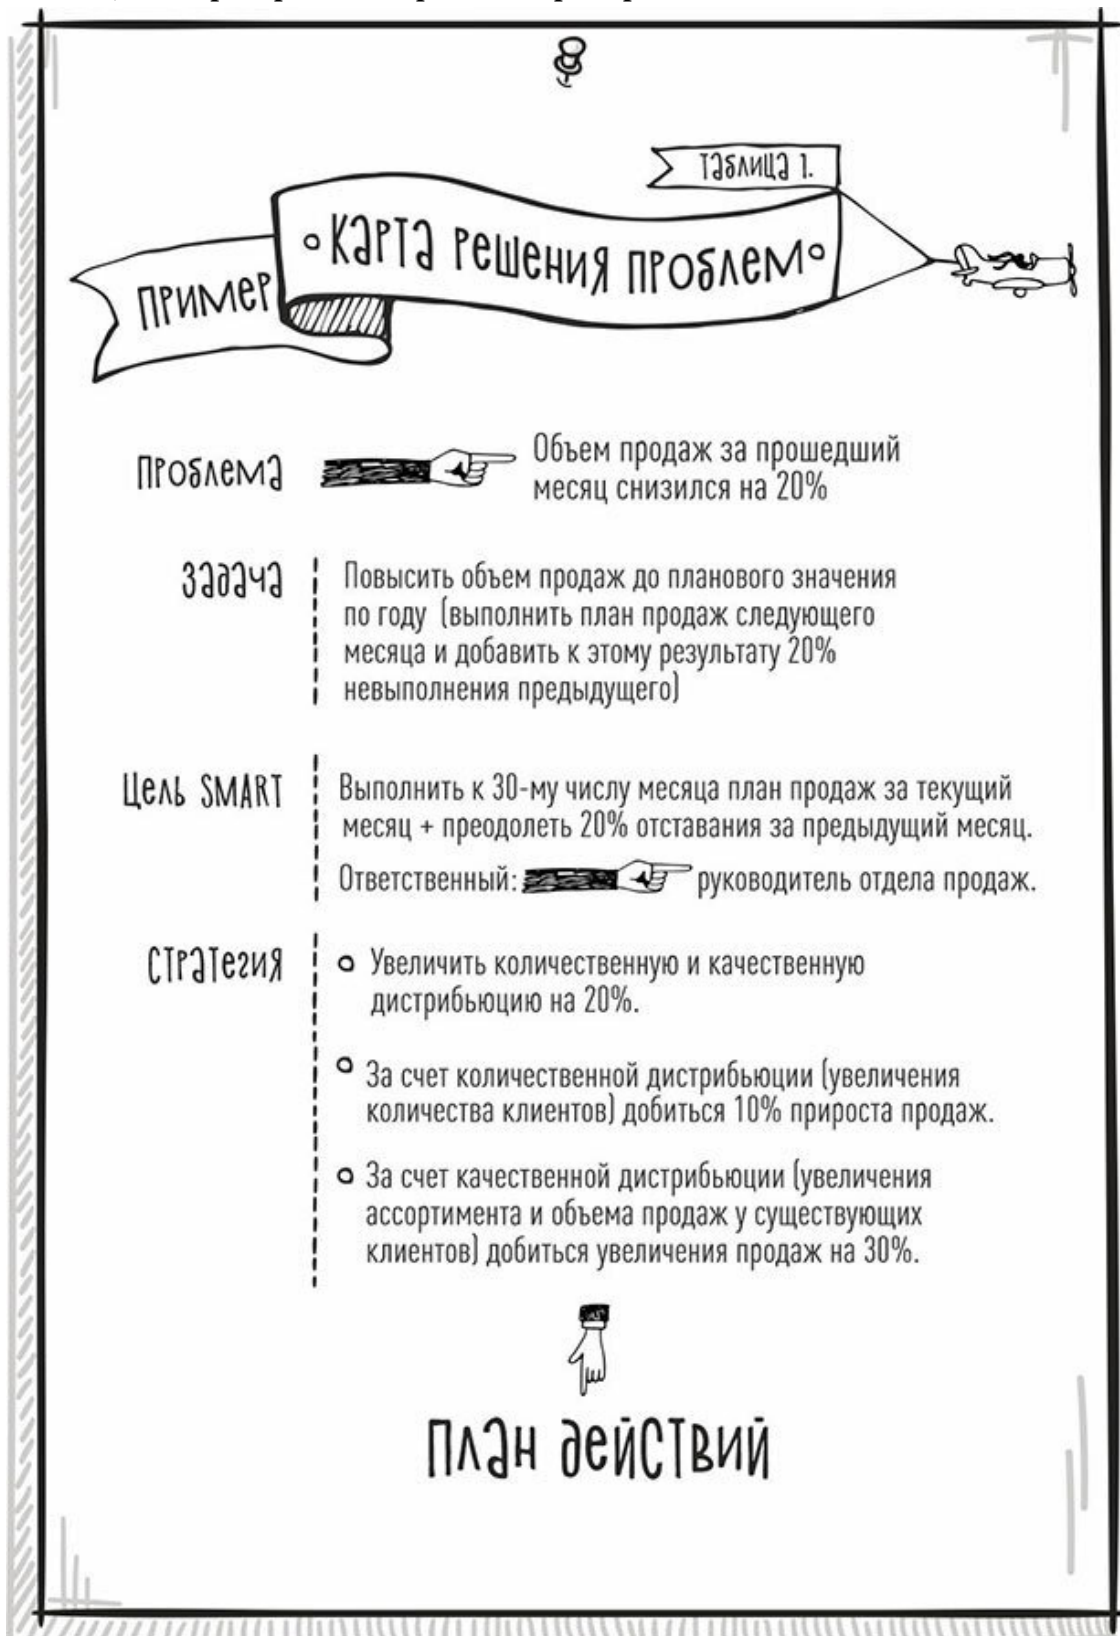 Таблица 1.
Пример
Карта решения проблем
Проблема
Объем продаж за прошедший
месяц снизился на 20%
Задача
Повысить объем продаж до планового значения
по году (выполнить план продаж следующего
месяца и добавить к этому результату 20%
невыполнения предыдущего)
Цель SMART
Выполнить к 30-му числу месяца план продаж за текущий
месяц + преодолеть 20% отставания за предыдущий месяц.
Ответственный: руководитель отдела продаж.
Стратегия
Увеличить количественную и качественную
дистрибьюцию на 20%.
За счет количественной дистрибьюции (увеличения
количества клиентов) добиться 10% прироста продаж.
За счет качественной дистрибьюции (увеличения
ассортимента и объема продаж у существующих
клиентов) добиться увеличения продаж на 30%.
План действий